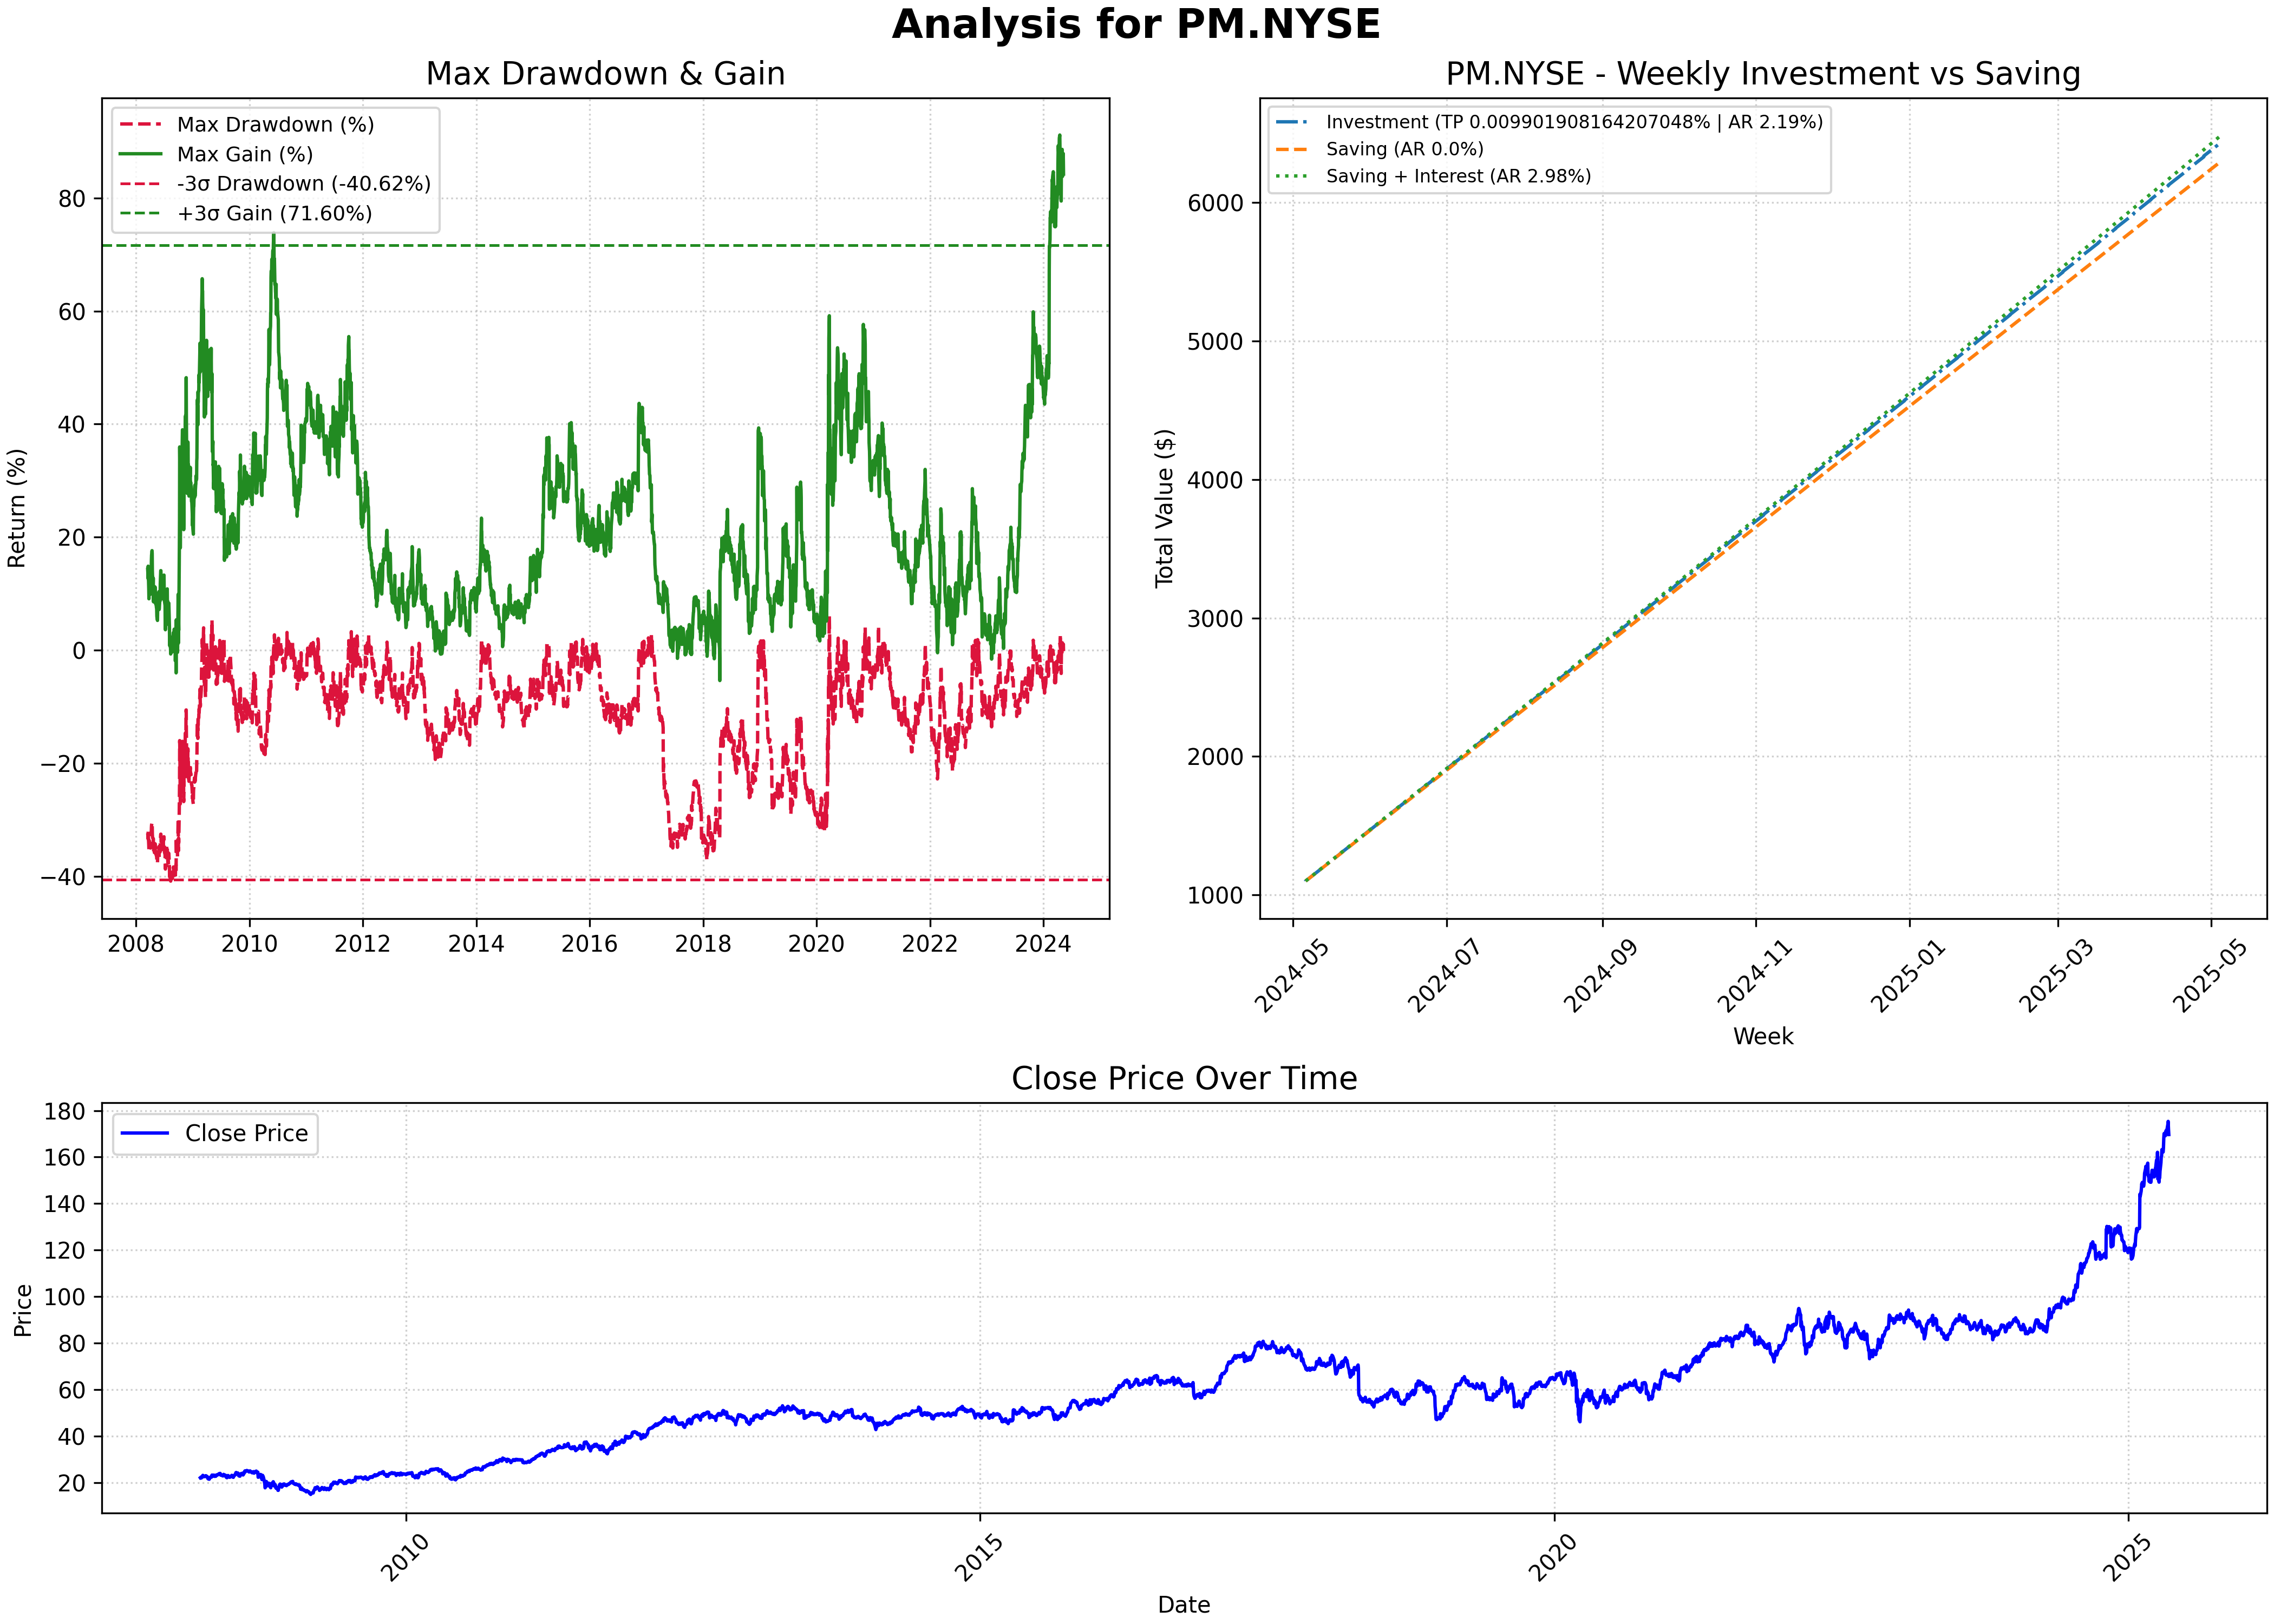 Analysis for PM.NYSE
Max Drawdown & Gain
Max Drawdown (%)
Max Gain (%)
-3σ Drawdown (-40.62%)
+3σ Gain (71.60%)
Return (%)
80
60
40
20
0
−20
−40
2008 2010 2012 2014 2016 2018 2020 2022 2024
PM.NYSE - Weekly Investment vs Saving
Investment (TP 0.009901908164207048% | AR 2.19%)
Saving (AR 0.0%)
Saving + Interest (AR 2.98%)
Total Value ($)
6000
5000
4000
3000
2000
1000
2024-05 2024-07 2024-09 2024-11 2025-01 2025-03 2025-05
Week
Close Price Over Time
Close Price
Price
180
160
140
120
100
80
60
40
20
2010 2015 2020 2025
Date